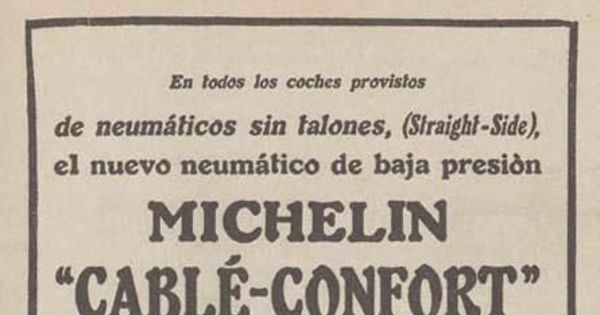 En todos los coches provistos
de neumáticos sin talones, (Straight-Side),
el nuevo neumático de baja presiòn
MICHELIN
“CABLÉ-CONFORT”